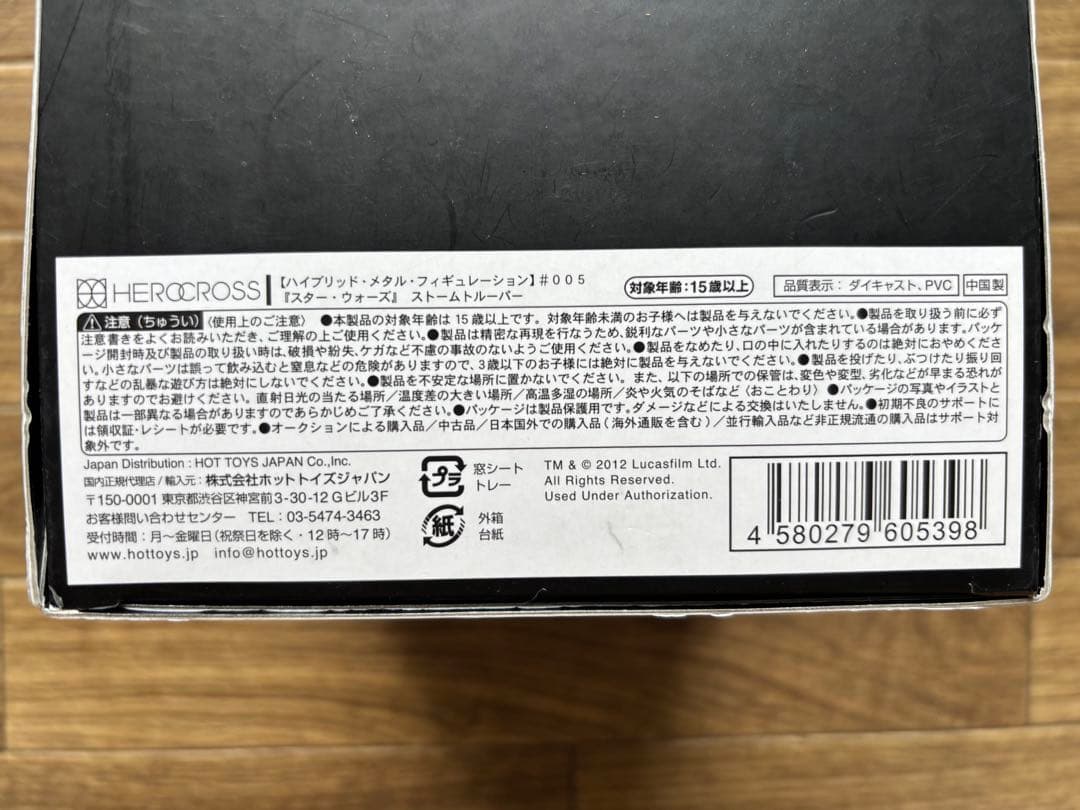 HEROCROSS 【ハイブリッド・メタル・フィギュレーション】#005 対象年齢:15歳以上 品質表示：ダイキャスト、PVC 中国製
『スター・ウォーズ』 ストームトルーパー
注意（ちゅうい）（使用上のご注意） ●本製品の対象年齢は15歳以上です。対象年齢未満のお子様へは製品を与えないでください。●製品を取り扱う前に必ず
注意書きをよくお読みいただき、ご理解の上ご使用ください。●製品は精密な再現を行なうため、鋭利なパーツや小さなパーツが含まれている場合があります。パッケ
ージ開封時及び製品の取り扱い時は、破損や紛失、ケガなど不慮の事故のないようご使用ください。●製品をなめたり、口の中に入れたりするのは絶対におやめくださ
い。小さなパーツは誤って飲み込むと窒息などの危険がありますので、3歳以下のお子様には絶対に製品を与えないでください。●製品を投げたり、ぶつけたり振り回
すなどの乱暴な遊び方は絶対にしないでください。●製品を不安定な場所に置かないでください。また、以下の場所での保管は、変色や変型、劣化などが早まる恐れが
ありますのでお避けください。直射日光の当たる場所／温度差の大きい場所／高温多湿の場所／炎や火気のそばなど（おことわり）●パッケージの写真やイラストと
製品は一部異なる場合がありますのであらかじめご了承ください。●パッケージは製品保護用です。ダメージなどによる交換はいたしません。●初期不良のサポートに
は領収証・レシートが必要です。●オークションによる購入品／中古品／日本国外での購入品（海外通販を含む）／並行輸入品など非正規流通の購入品はサポート対
象外です。
Japan Distribution : HOT TOYS JAPAN Co.,Inc.
国内正規代理店／輸入元：株式会社ホットトイズジャパン
〒150-0001 東京都渋谷区神宮前3-30-12 Gビル3F
お客様問い合わせセンター TEL：03-5474-3463
受付時間：月〜金曜日（祝祭日を除く・12時〜17時）
www.hottoys.jp info@hottoys.jp
プラ 窓シート
トレー
紙 外箱
台紙
TM & © 2012 Lucasfilm Ltd.
All Rights Reserved.
Used Under Authorization.
4 580279 605398